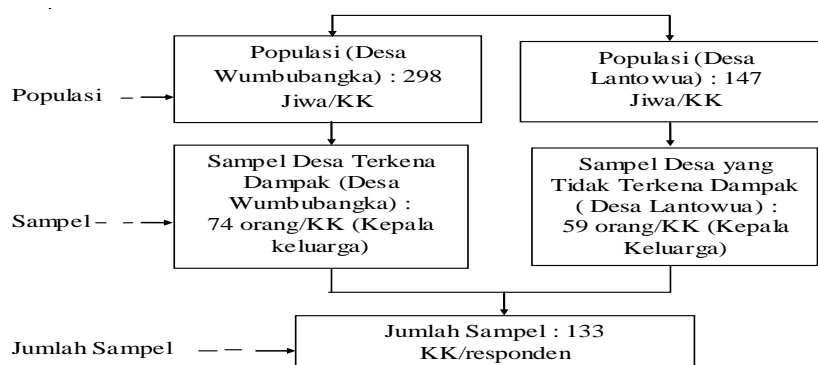 Populasi (Desa
Wumbubangka) : 298
Jiwa/KK
Populasi (Desa
Lantowua) : 147
Jiwa/KK
Populasi
Sampel Desa Terkena
Dampak (Desa
Wumbubangka) :
74 orang/KK (Kepala
keluarga)
Sampel Desa yang
Tidak Terkena Dampak
( Desa Lantowua) :
59 orang/KK (Kepala
Keluarga)
Sampel
Jumlah Sampel : 133
KK/responden
Jumlah Sampel